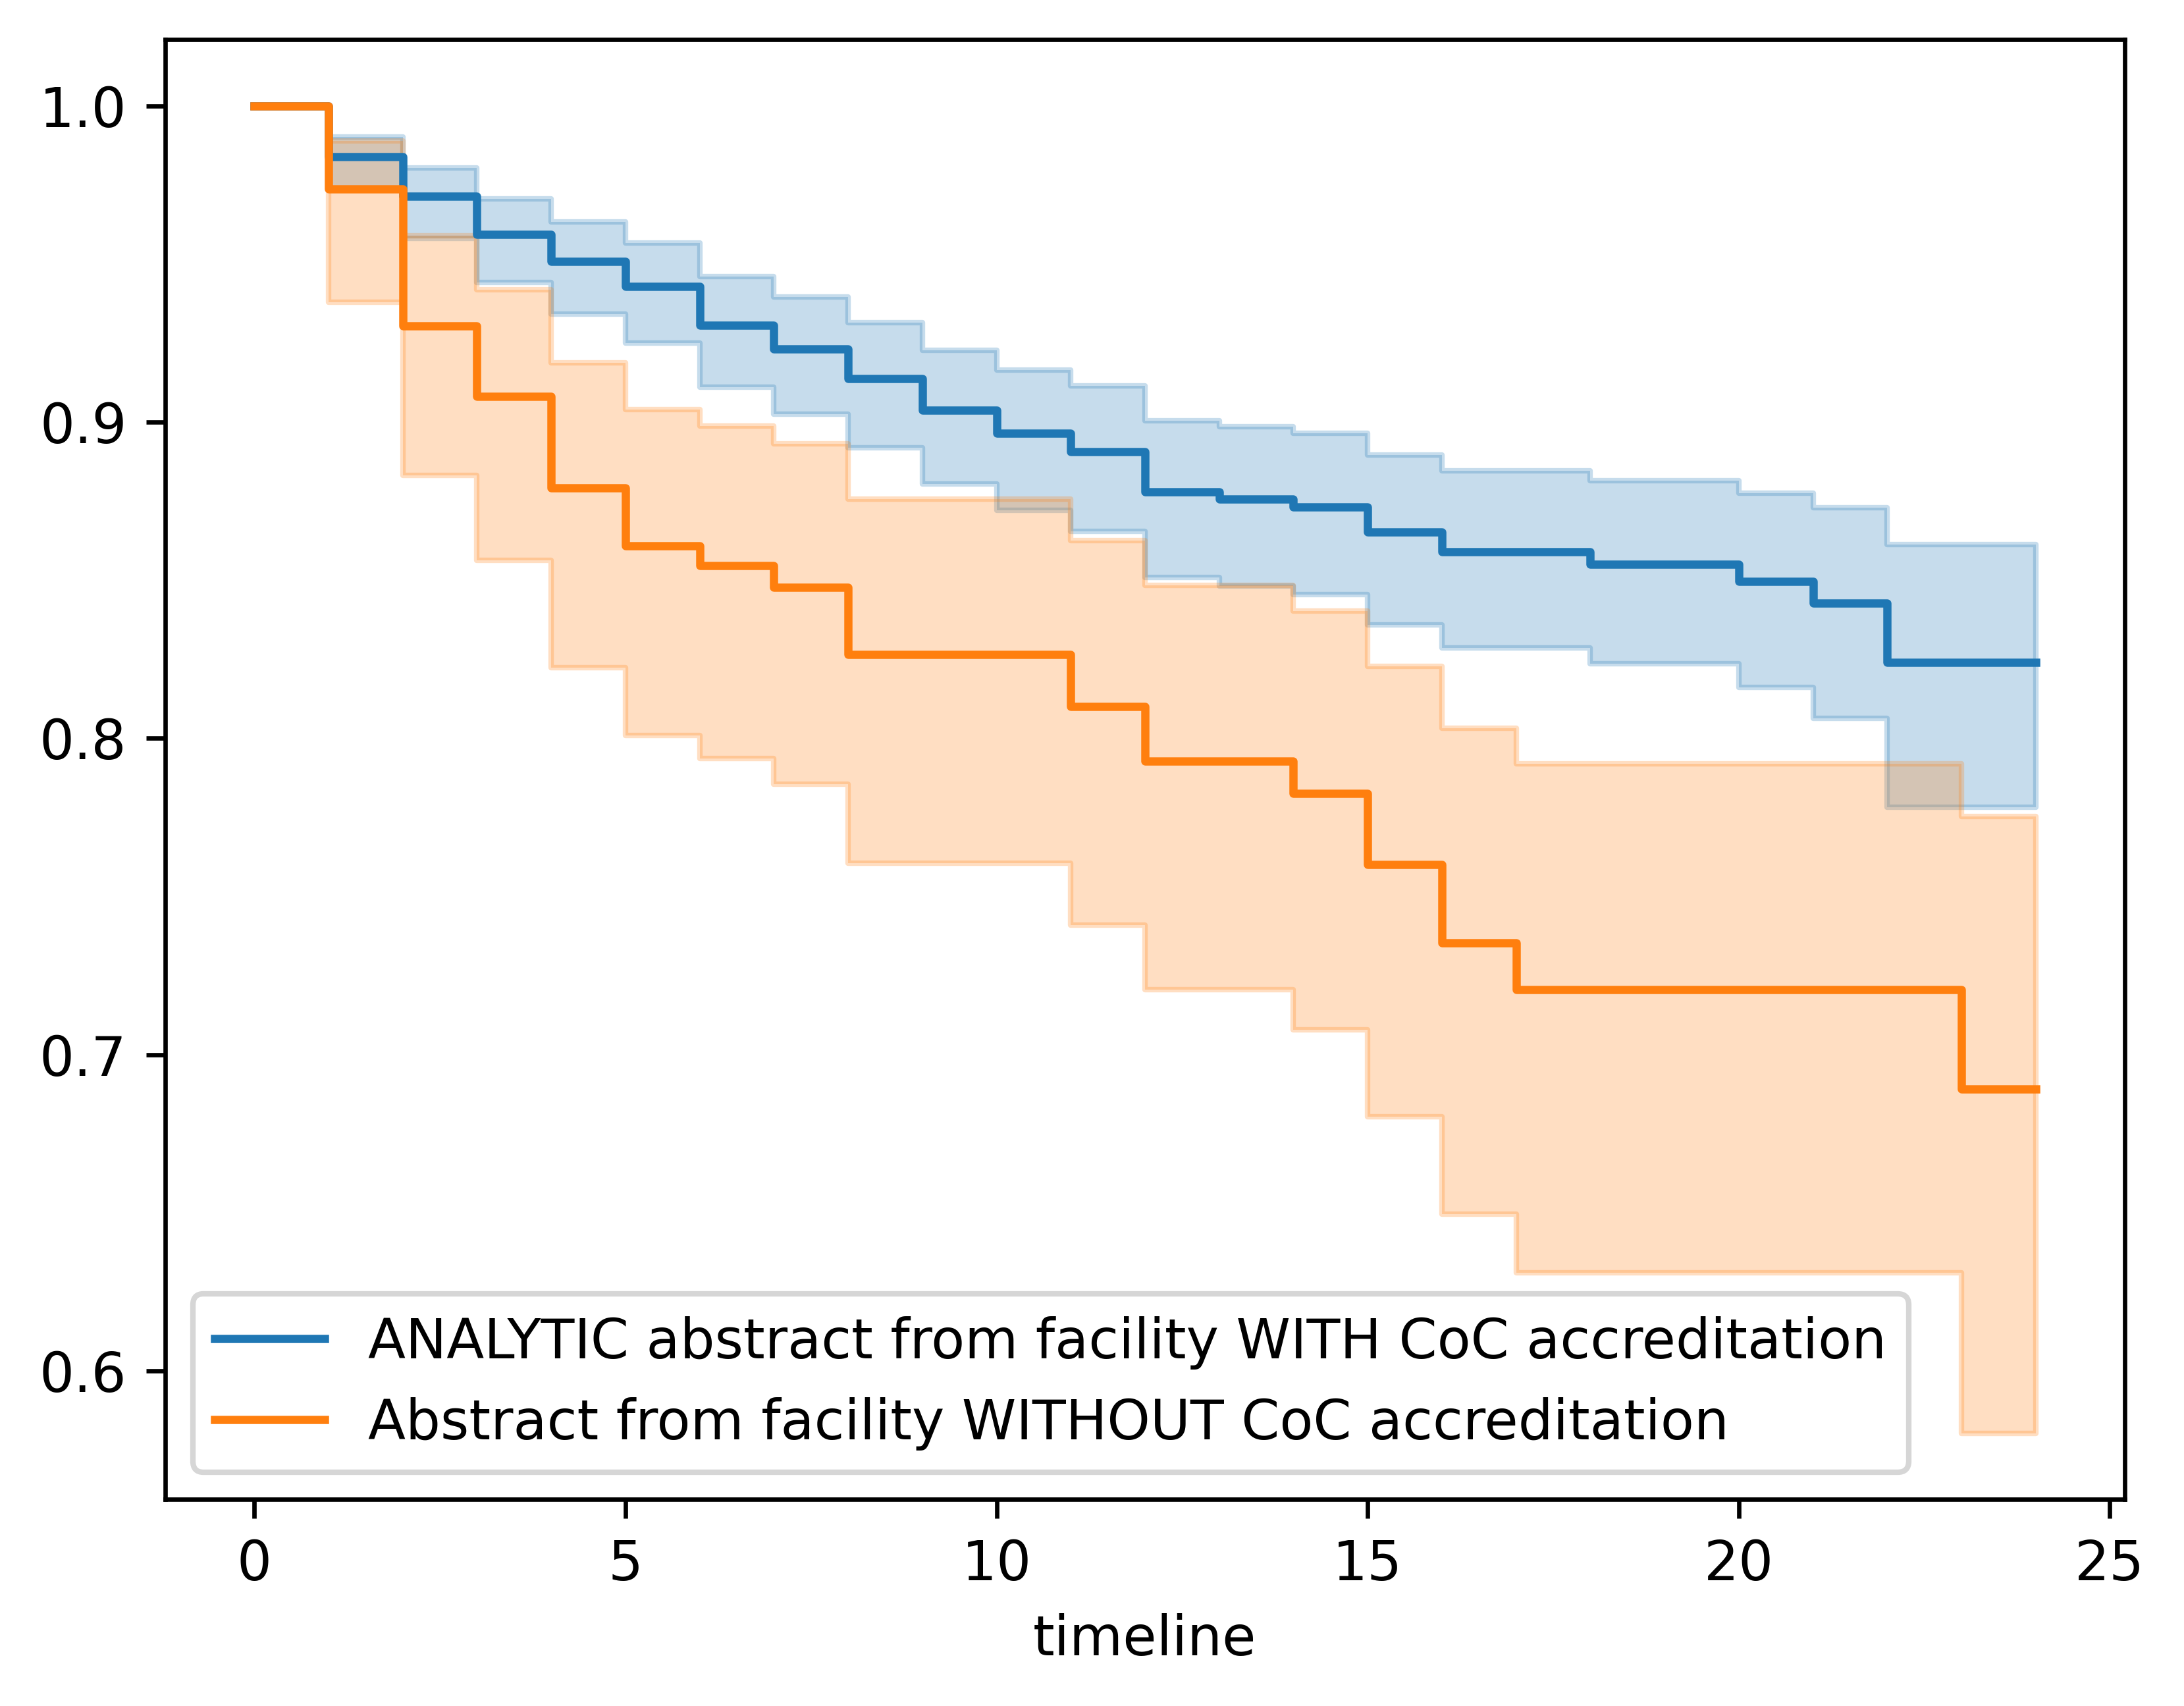 1.0
0.9
0.8
0.7
0.6
ANALYTIC abstract from facility WITH CoC accreditation
Abstract from facility WITHOUT CoC accreditation
0 5 10 15 20 25
timeline